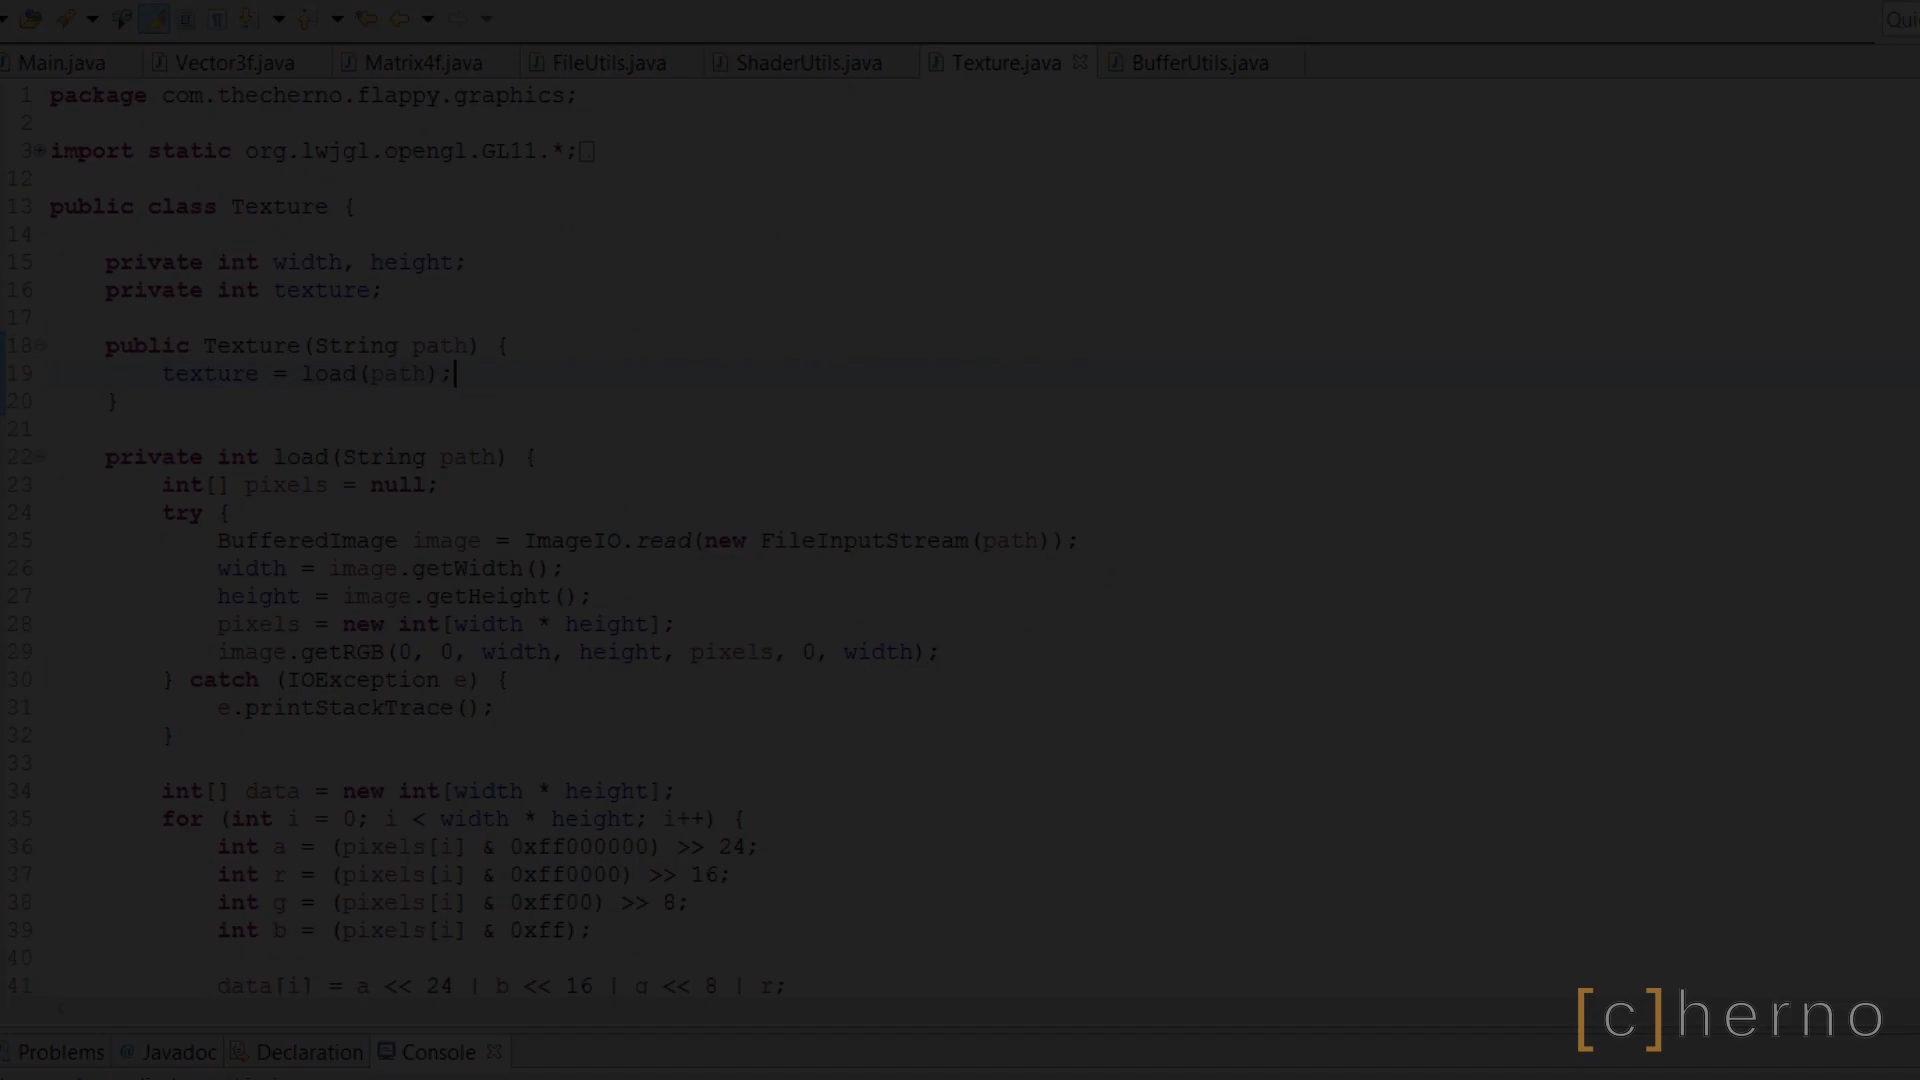 Qui
Main.java Vector3f.java Matrix4f.java FileUtils.java ShaderUtils.java Texture.java BufferUtils.java
1 package com.thecherno.flappy.graphics;
2
3 import static org.lwjgl.opengl.GL11.*;
12
13 public class Texture {
14
15 private int width, height;
16 private int texture;
17
18 public Texture(String path) {
19 texture = load(path);
20 }
21
22 private int load(String path) {
23 int[] pixels = null;
24 try {
25 BufferedImage image = ImageIO.read(new FileInputStream(path));
26 width = image.getWidth();
27 height = image.getHeight();
28 pixels = new int[width * height];
29 image.getRGB(0, 0, width, height, pixels, 0, width);
30 } catch (IOException e) {
31 e.printStackTrace();
32 }
33
34 int[] data = new int[width * height];
35 for (int i = 0; i < width * height; i++) {
36 int a = (pixels[i] & 0xff000000) >> 24;
37 int r = (pixels[i] & 0xff0000) >> 16;
38 int g = (pixels[i] & 0xff00) >> 8;
39 int b = (pixels[i] & 0xff);
40
41 data[i] = a << 24 | b << 16 | g << 8 | r;
[c]herno
Problems @ Javadoc Declaration Console